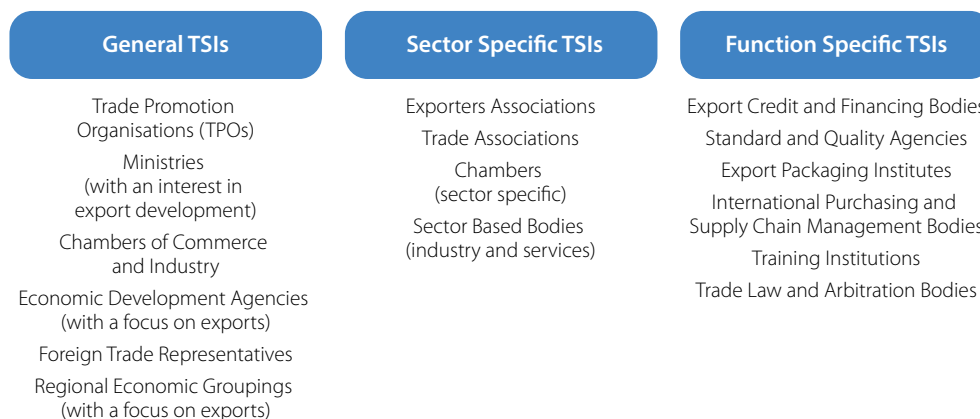 General TSIs
Trade Promotion
Organisations (TPOs)
Ministries
(with an interest in
export development)
Chambers of Commerce
and Industry
Economic Development Agencies
(with a focus on exports)
Foreign Trade Representatives
Regional Economic Groupings
(with a focus on exports)
Sector Specific TSIs
Exporters Associations
Trade Associations
Chambers
(sector specific)
Sector Based Bodies
(industry and services)
Function Specific TSIs
Export Credit and Financing Bodies
Standard and Quality Agencies
Export Packaging Institutes
International Purchasing and
Supply Chain Management Bodies
Training Institutions
Trade Law and Arbitration Bodies